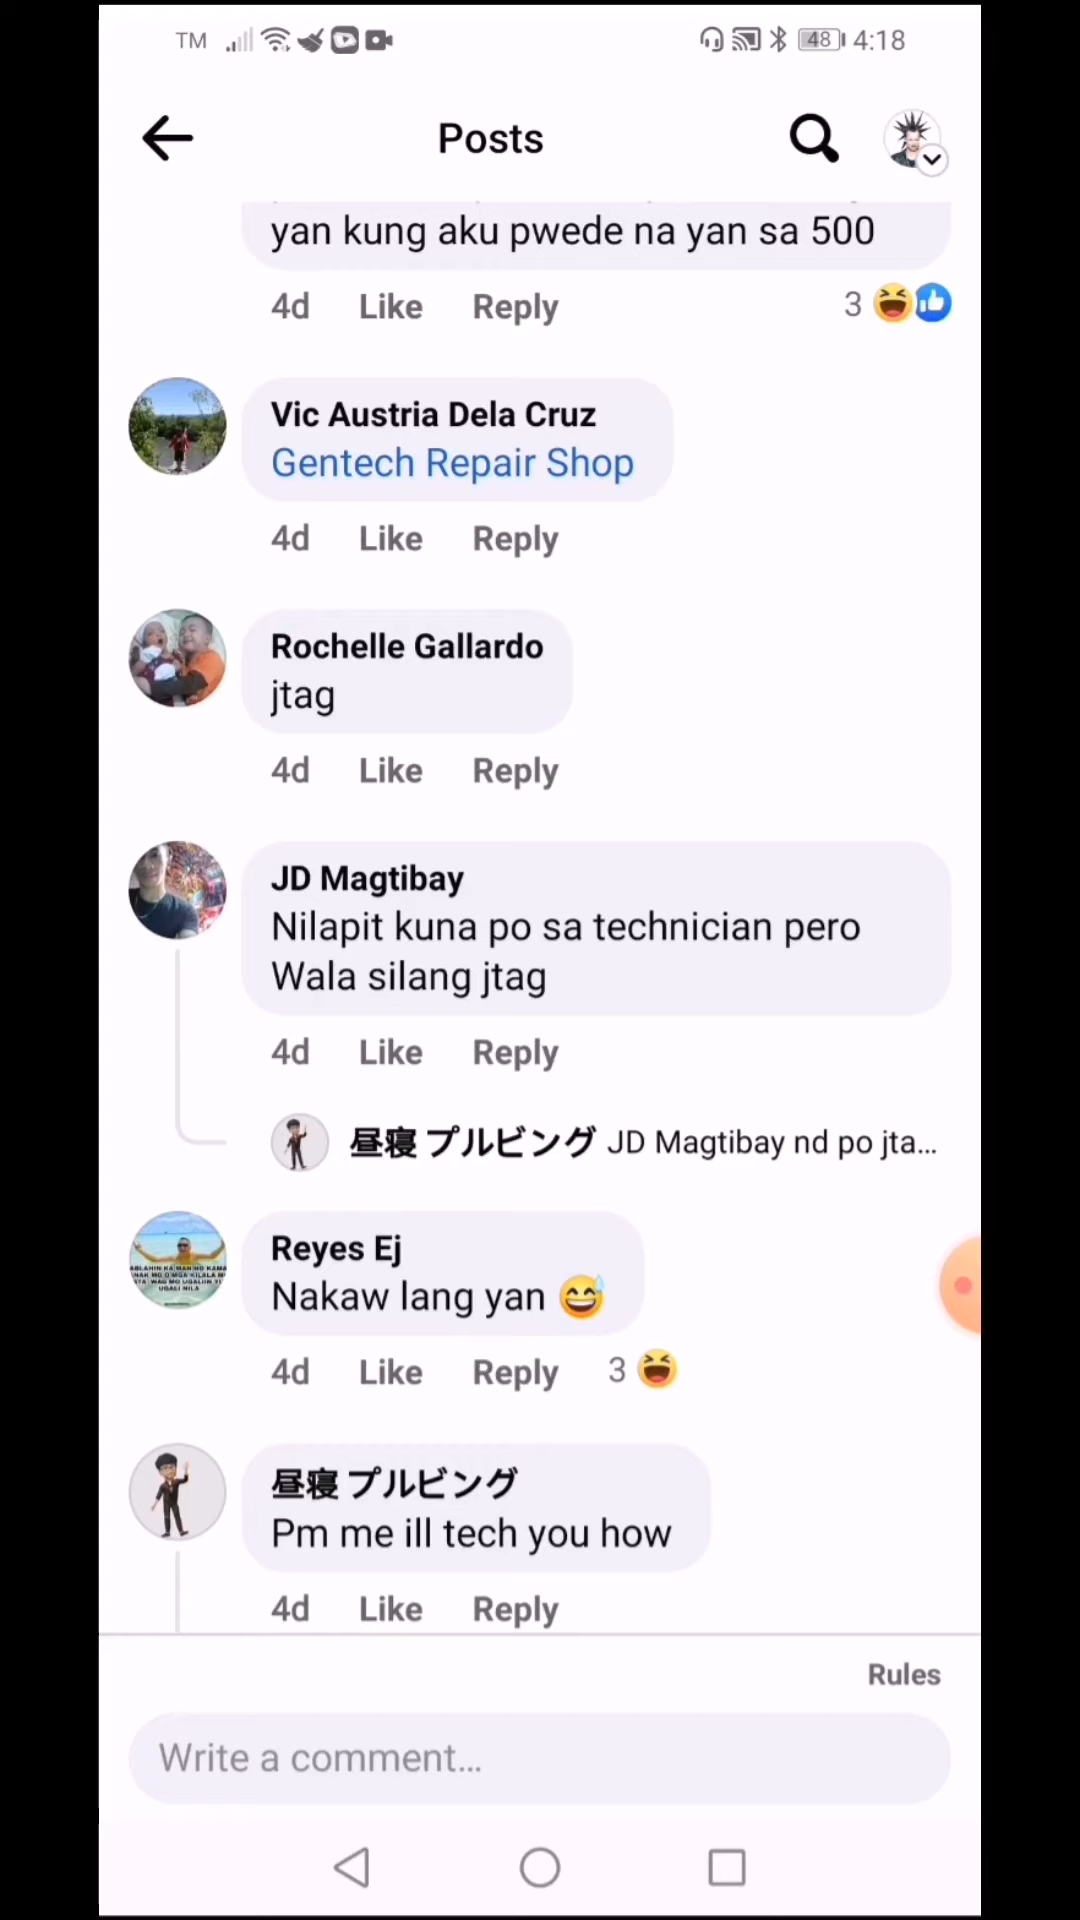 TM 48 4:18
Posts
yan kung aku pwede na yan sa 500
4d Like Reply 3
Vic Austria Dela Cruz
Gentech Repair Shop
4d Like Reply
Rochelle Gallardo
jtag
4d Like Reply
JD Magtibay
Nilapit kuna po sa technician pero
Wala silang jtag
4d Like Reply
昼寝 プルビング JD Magtibay nd po jta...
Reyes Ej
Nakaw lang yan 😅
4d Like Reply 3
昼寝 プルビング
Pm me ill tech you how
4d Like Reply
Rules
Write a comment...